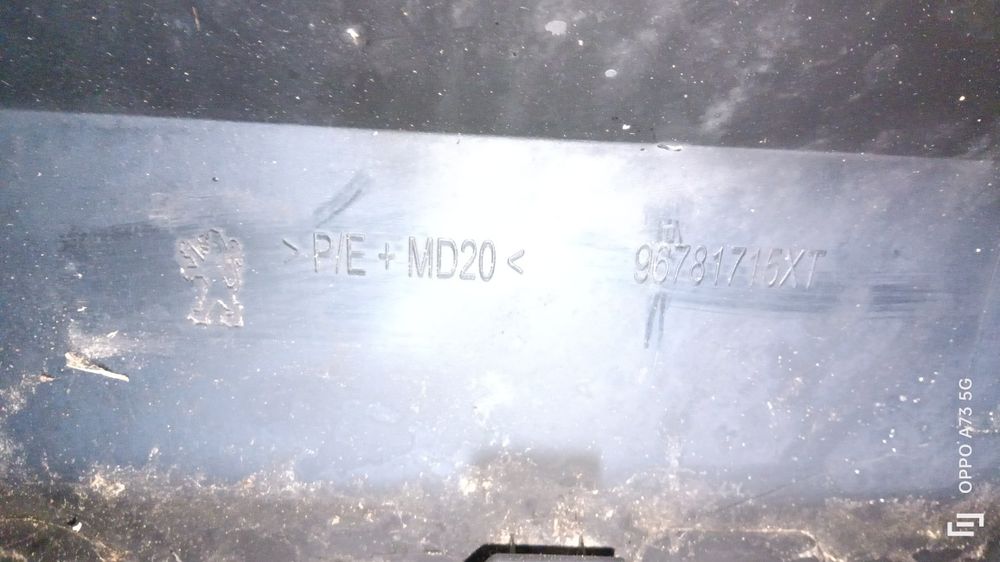 >P/E + MD20<
96781715XT
OPPO A73 5G